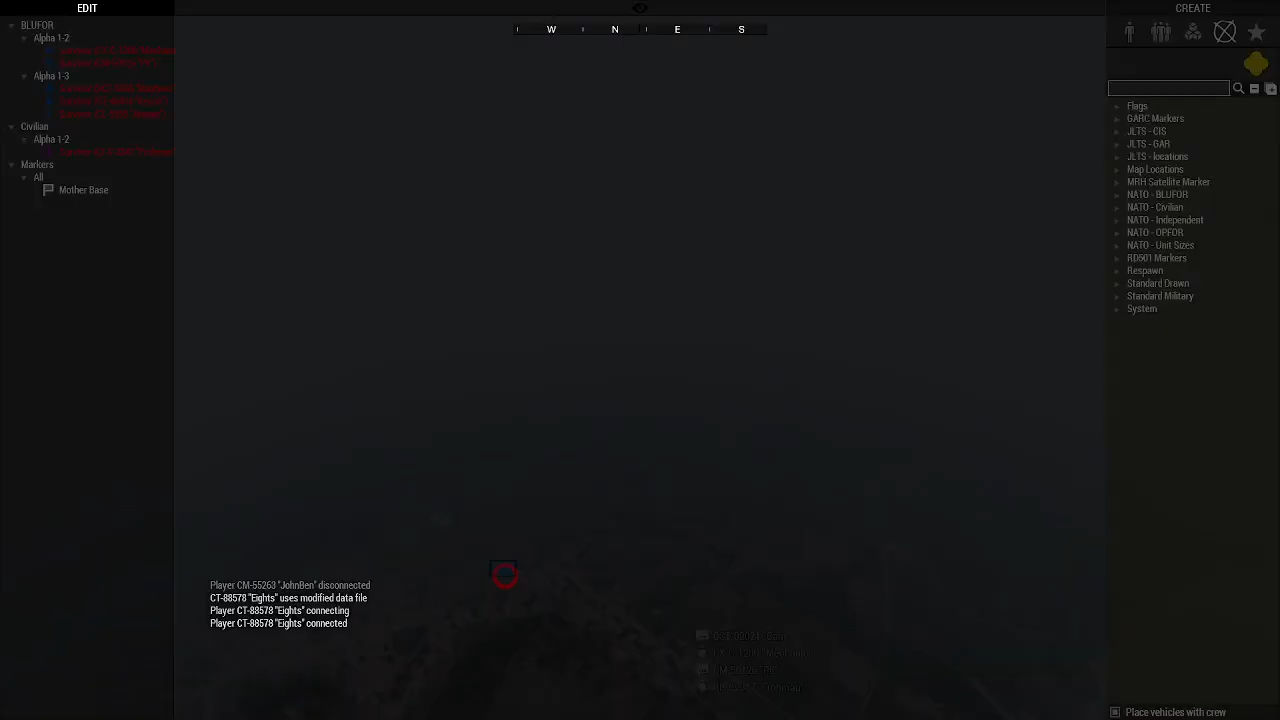 EDIT
BLUFOR
Alpha 1-2
Alpha 1-3
Civilian
Alpha 1-2
Markers
All
Mother Base
W N E S
CREATE
Flags
GARC Markers
JLTS - CIS
JLTS - GAR
JLTS - locations
Map Locations
MRH Satellite Marker
NATO - BLUFOR
NATO - Civilian
NATO - Independent
NATO - OPFOR
NATO - Unit Sizes
RD501 Markers
Respawn
Standard Drawn
Standard Military
System
Player CM-55263 "JohnBen" disconnected
CT-88578 "Eights" uses modified data file
Player CT-88578 "Eights" connecting
Player CT-88578 "Eights" connected
Place vehicles with crew